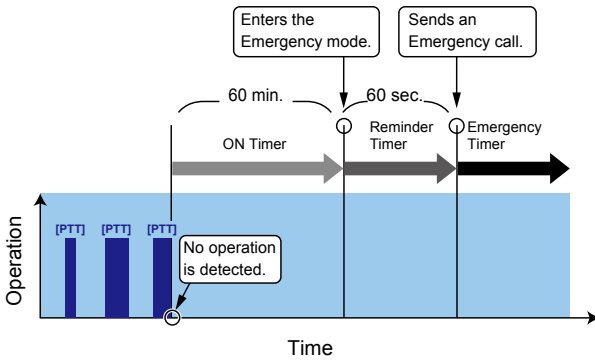 Enters the
Emergency mode.
Sends an
Emergency call.
60 min.
60 sec.
ON Timer
Reminder
Timer
Emergency
Timer
[PTT]
[PTT]
[PTT]
No operation
is detected.
Operation
Time